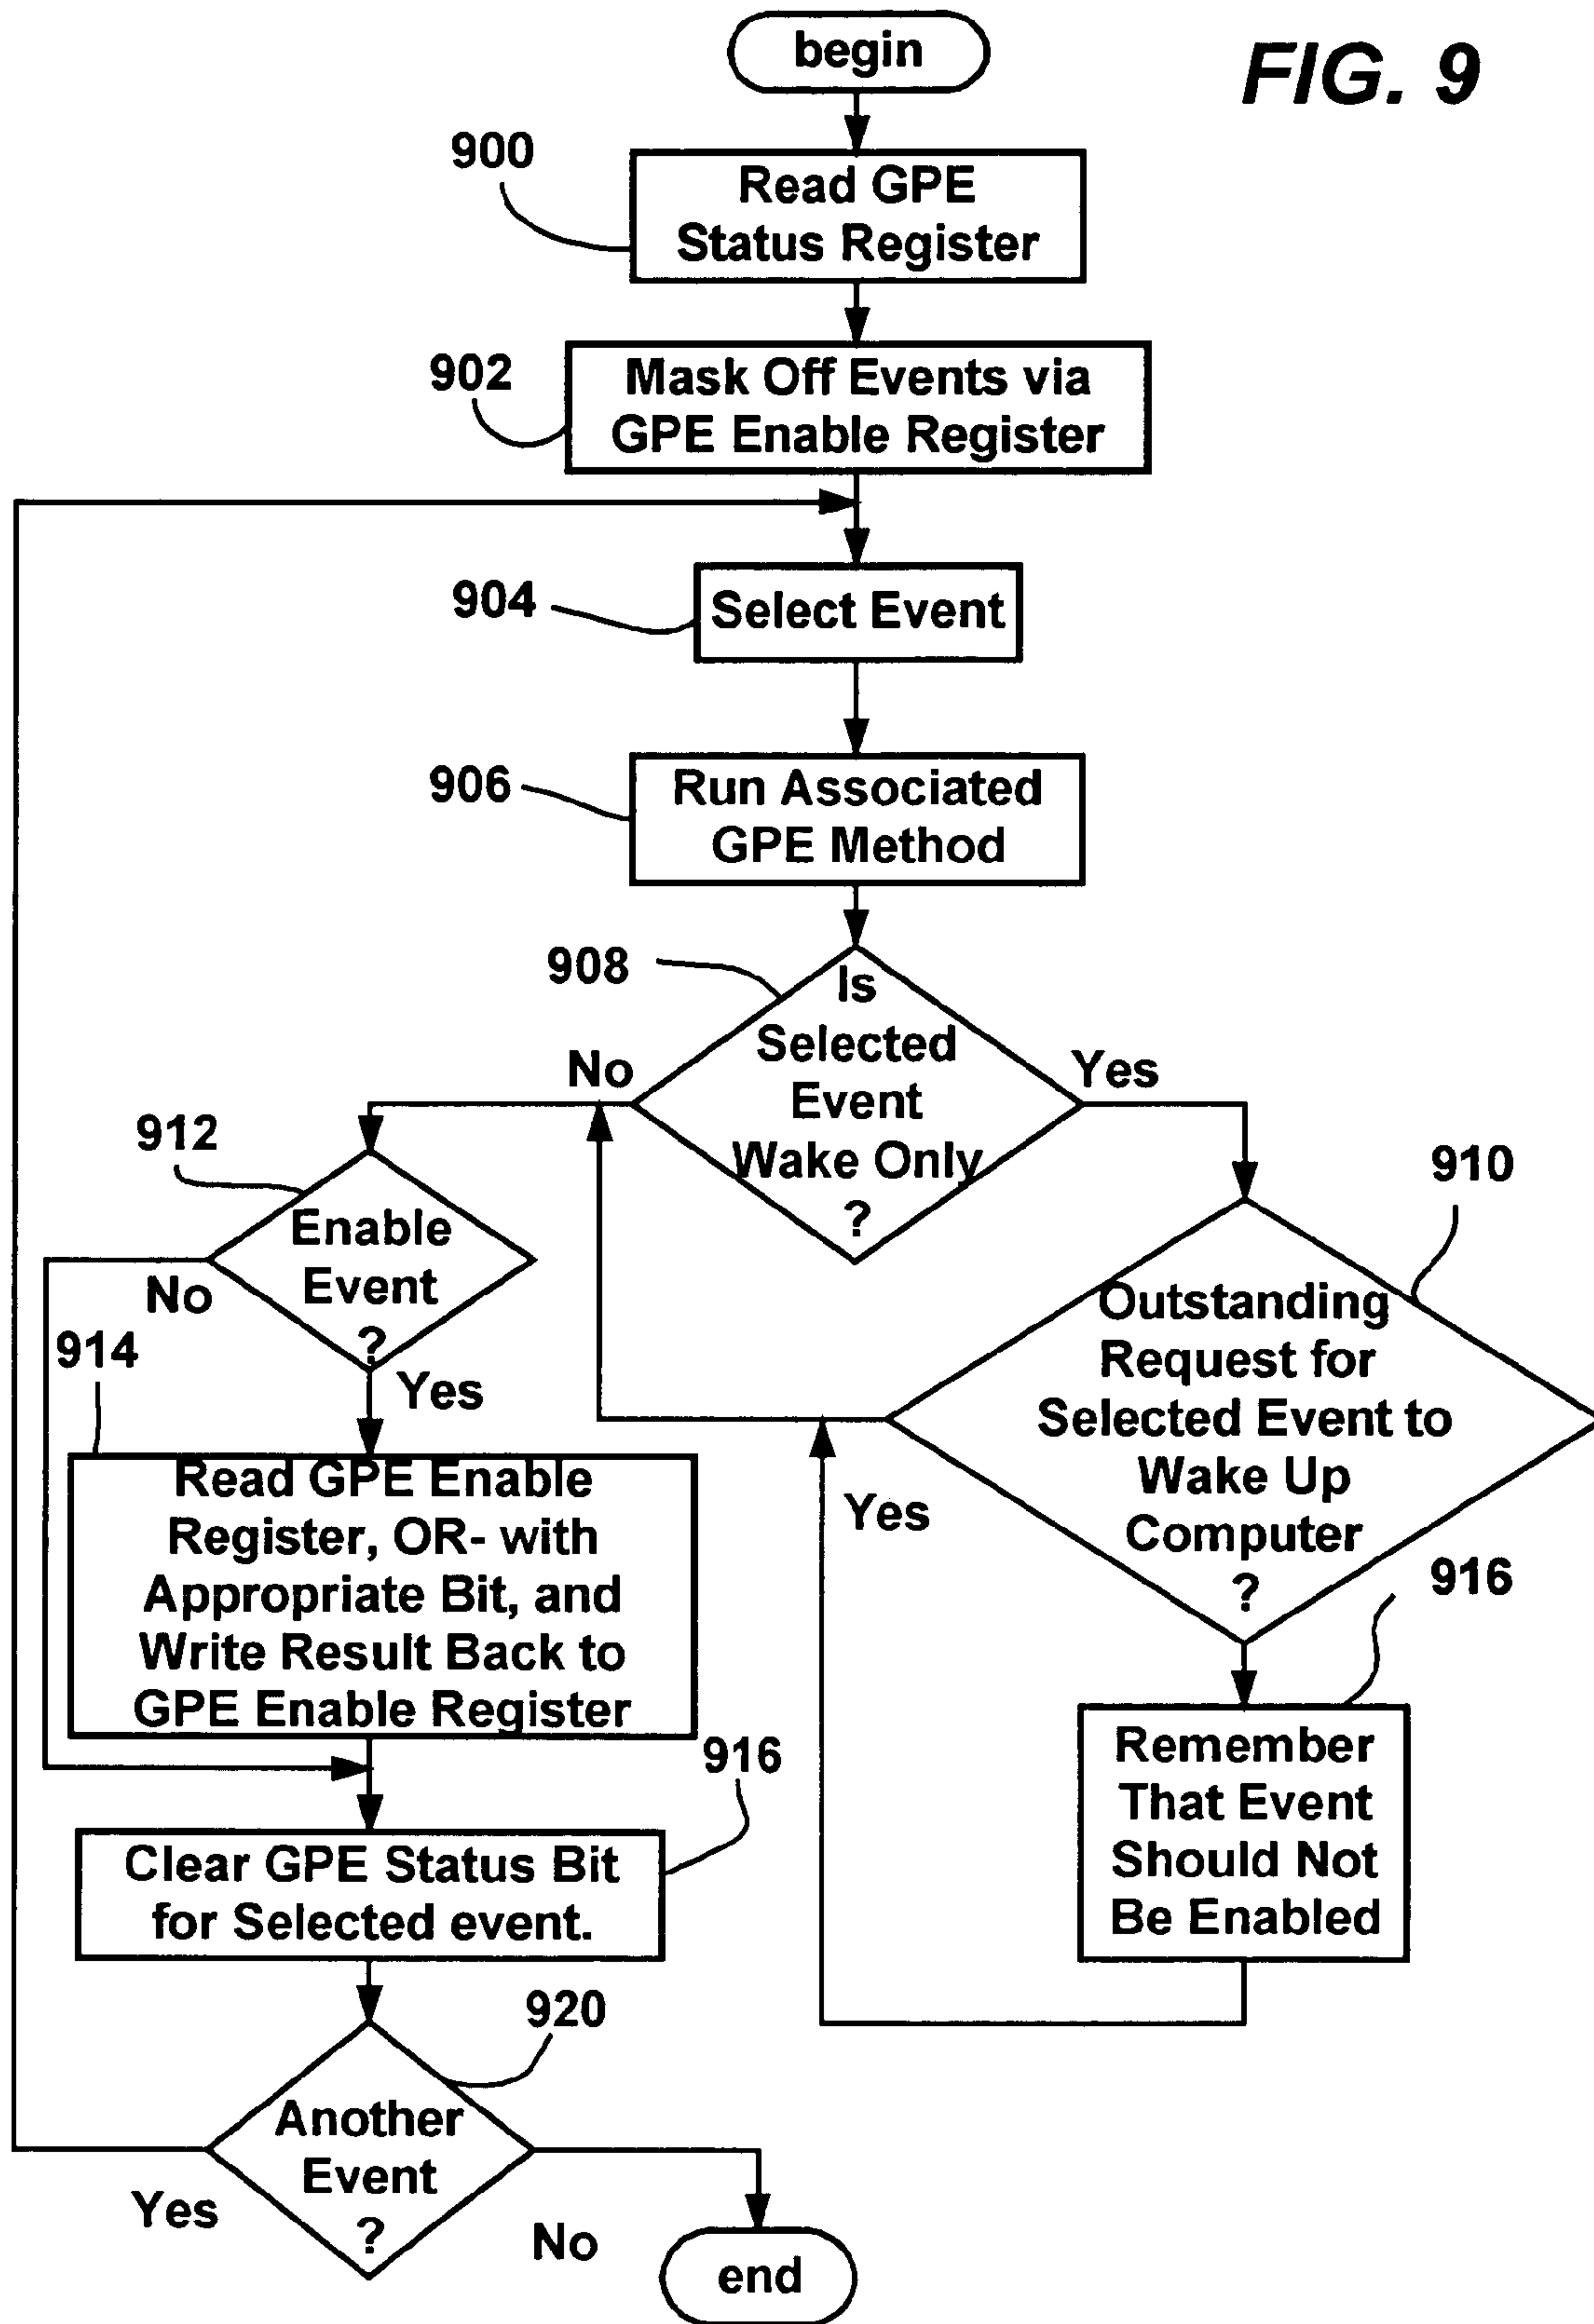 begin
FIG. 9
900
Read GPE
Status Register
902
Mask Off Events via
GPE Enable Register
904
Select Event
906
Run Associated
GPE Method
908
Is
Selected
Event
Wake Only
?
No
Yes
912
Enable
Event
?
No
Yes
910
Outstanding
Request for
Selected Event to
Wake Up
Computer
?
Yes
914
Read GPE Enable
Register, OR- with
Appropriate Bit, and
Write Result Back to
GPE Enable Register
916
Remember
That Event
Should Not
Be Enabled
916
Clear GPE Status Bit
for Selected event.
920
Another
Event
?
Yes
No
end